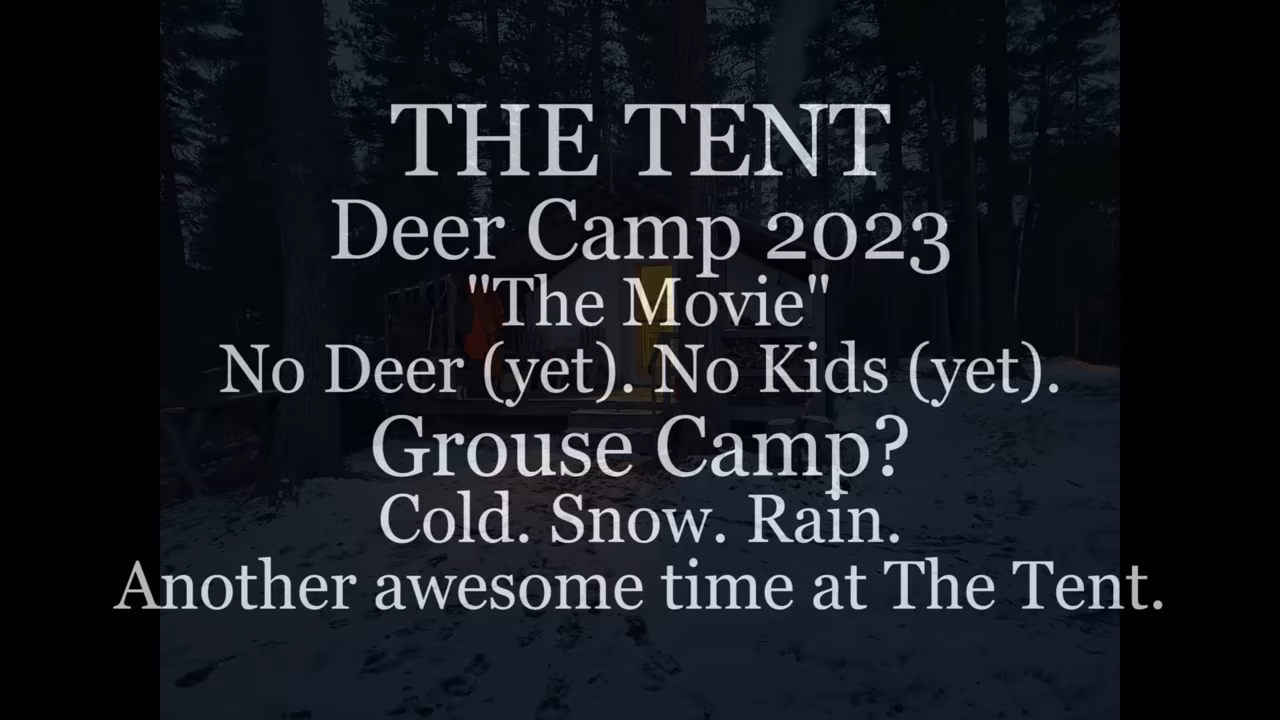 THE TENT
Deer Camp 2023
"The Movie"
No Deer (yet). No Kids (yet).
Grouse Camp?
Cold. Snow. Rain.
Another awesome time at The Tent.